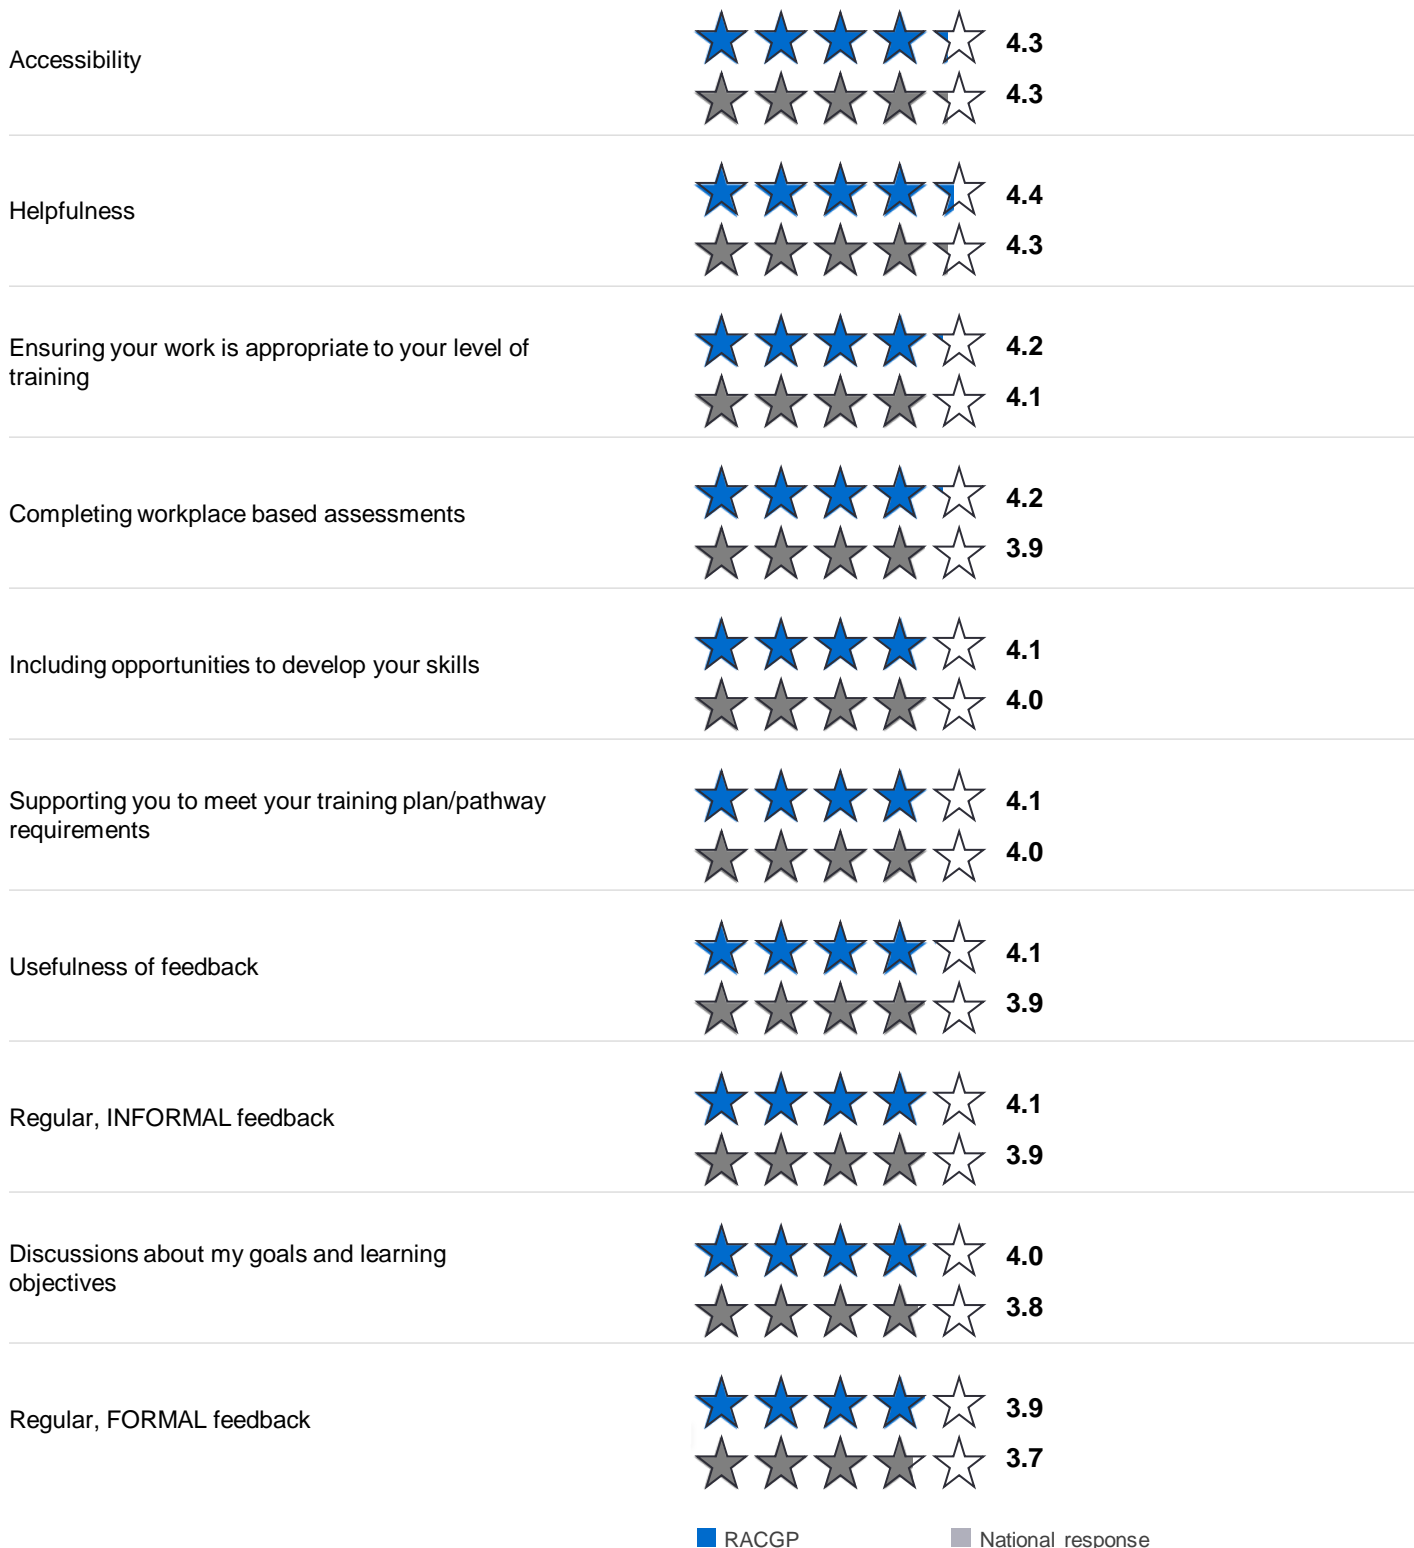 Accessibility
4.3
4.3
Helpfulness
4.4
4.3
Ensuring your work is appropriate to your level of
training
4.2
4.1
Completing workplace based assessments
4.2
3.9
Including opportunities to develop your skills
4.1
4.0
Supporting you to meet your training plan/pathway
requirements
4.1
4.0
Usefulness of feedback
4.1
3.9
Regular, INFORMAL feedback
4.1
3.9
Discussions about my goals and learning
objectives
4.0
3.8
Regular, FORMAL feedback
3.9
3.7
RACGP National response